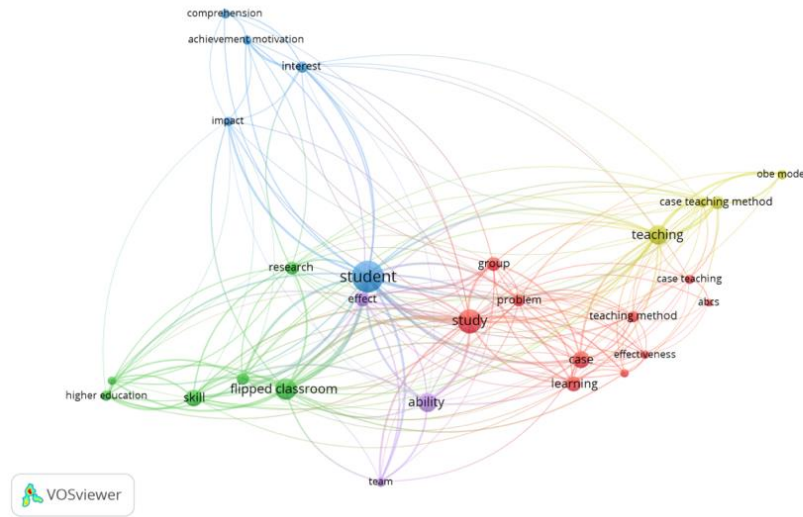 comprehension
achievement motivation
interest
impact
obe model
case teaching method
teaching
research
student
group
effect
problem
case teaching
abcs
study
teaching method
case
effectiveness
learning
higher education
skill
flipped classroom
ability
team
VOSviewer